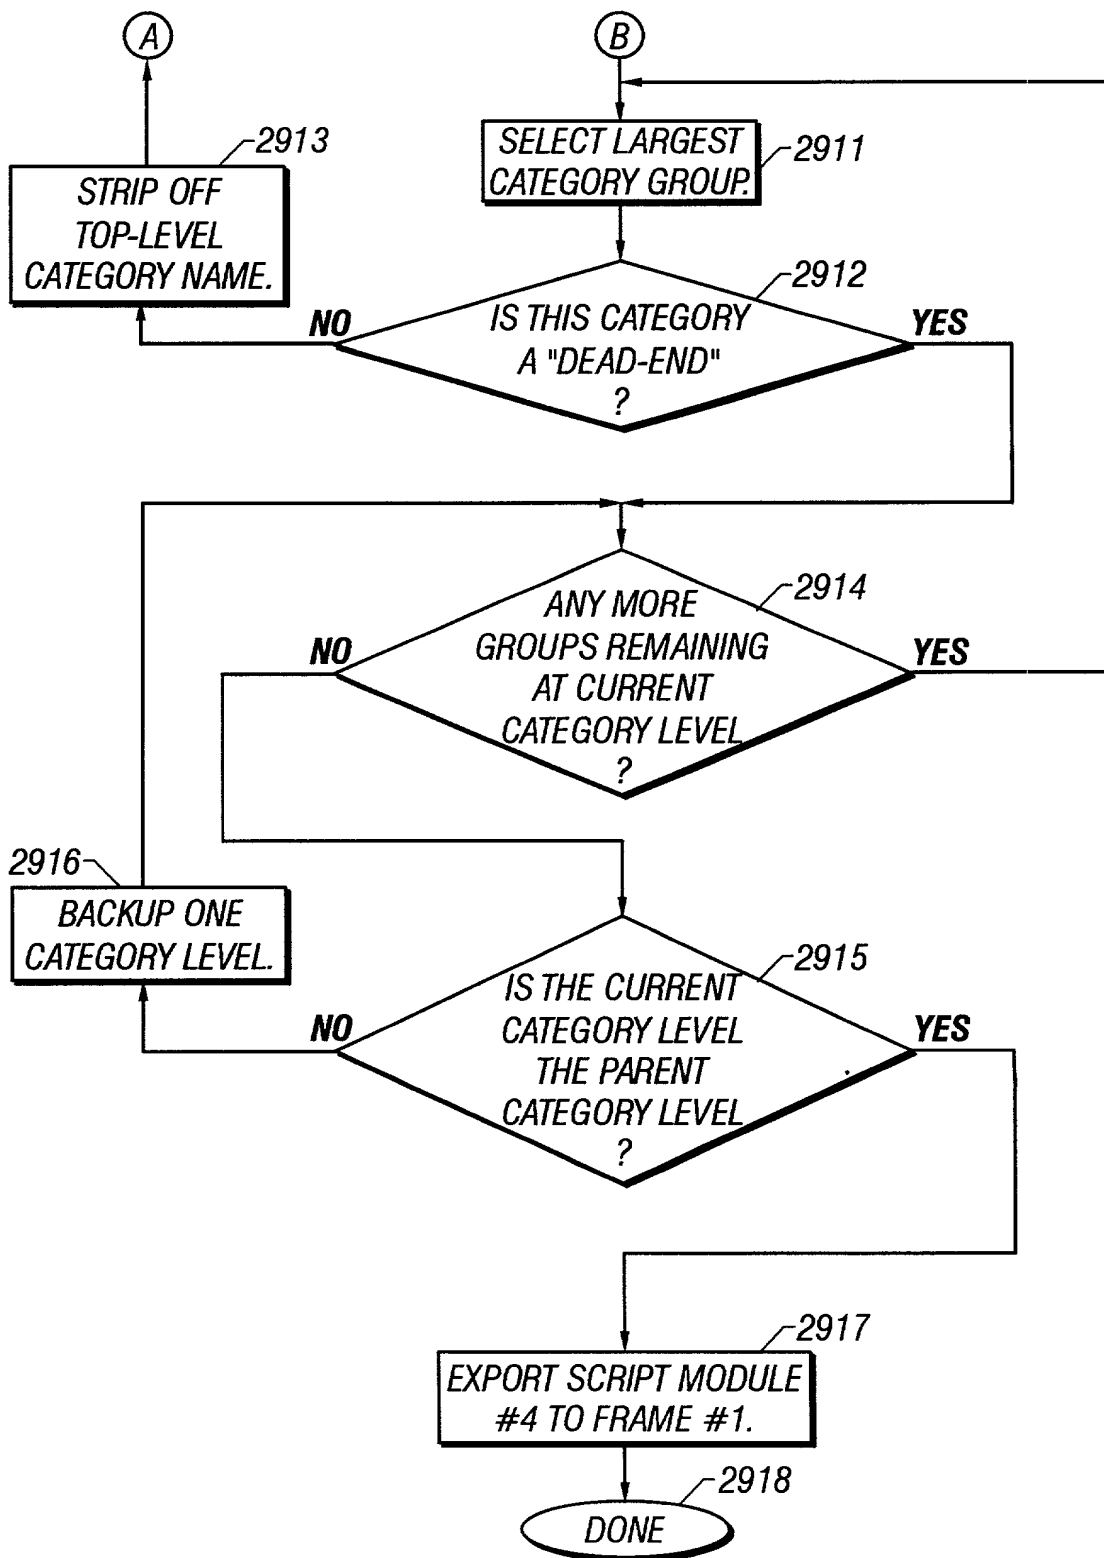 A
B
2913
STRIP OFF
TOP-LEVEL
CATEGORY NAME.
SELECT LARGEST
CATEGORY GROUP.
2911
2912
IS THIS CATEGORY
A "DEAD-END"
?
NO
YES
2914
ANY MORE
GROUPS REMAINING
AT CURRENT
CATEGORY LEVEL
?
NO
YES
2916
BACKUP ONE
CATEGORY LEVEL.
2915
IS THE CURRENT
CATEGORY LEVEL
THE PARENT
CATEGORY LEVEL
?
NO
YES
2917
EXPORT SCRIPT MODULE
#4 TO FRAME #1.
2918
DONE